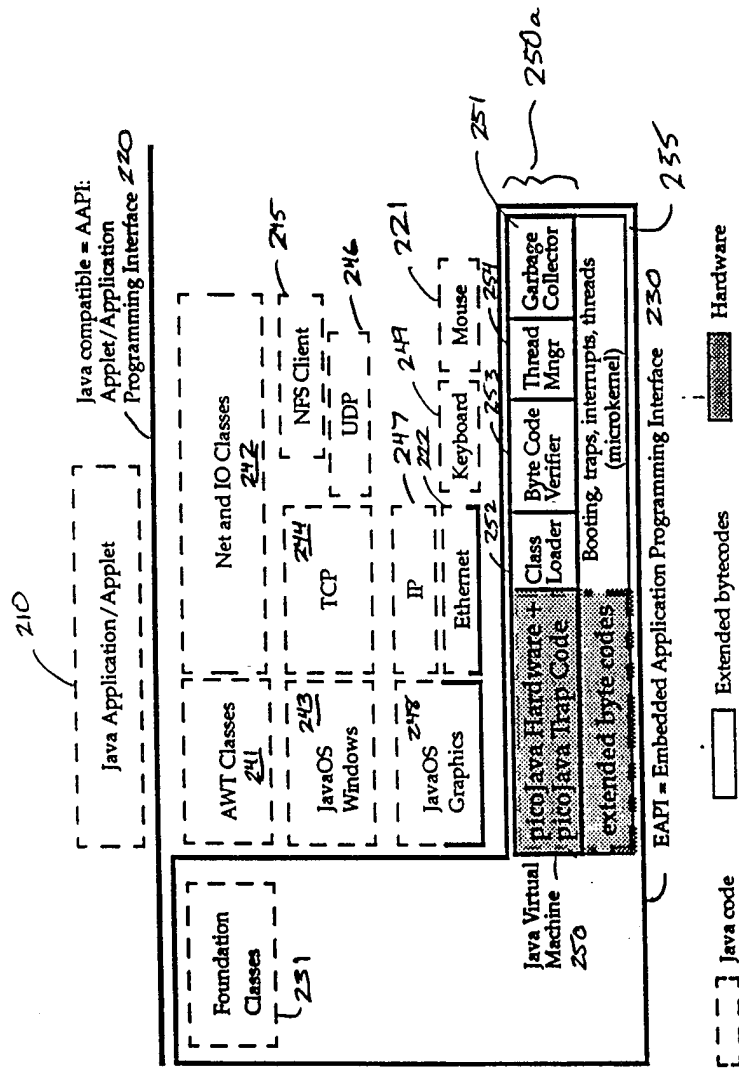 210
Java Application/Applet
Java compatible = AAPI:
Applet/Application
Programming Interface 220
Foundation
Classes
231
AWT Classes
241
Net and IO Classes
242
245
JavaOS
Windows
243
TCP
244
NFS Client
UDP
246
JavaOS
Graphics
248
IP
247
222
Ethernet
249
Keyboard
221
Mouse
Java Virtual
Machine
250
picoJava Hardware +
picoJava Trap Code
extended byte codes
252
Class
Loader
253
Byte Code
Verifier
254
Thread
Mngr
251
Garbage
Collector
250a
Booting, traps, interrupts, threads
(microkernel)
235
EAPI = Embedded Application Programming Interface 230
Java code
Extended bytecodes
Hardware